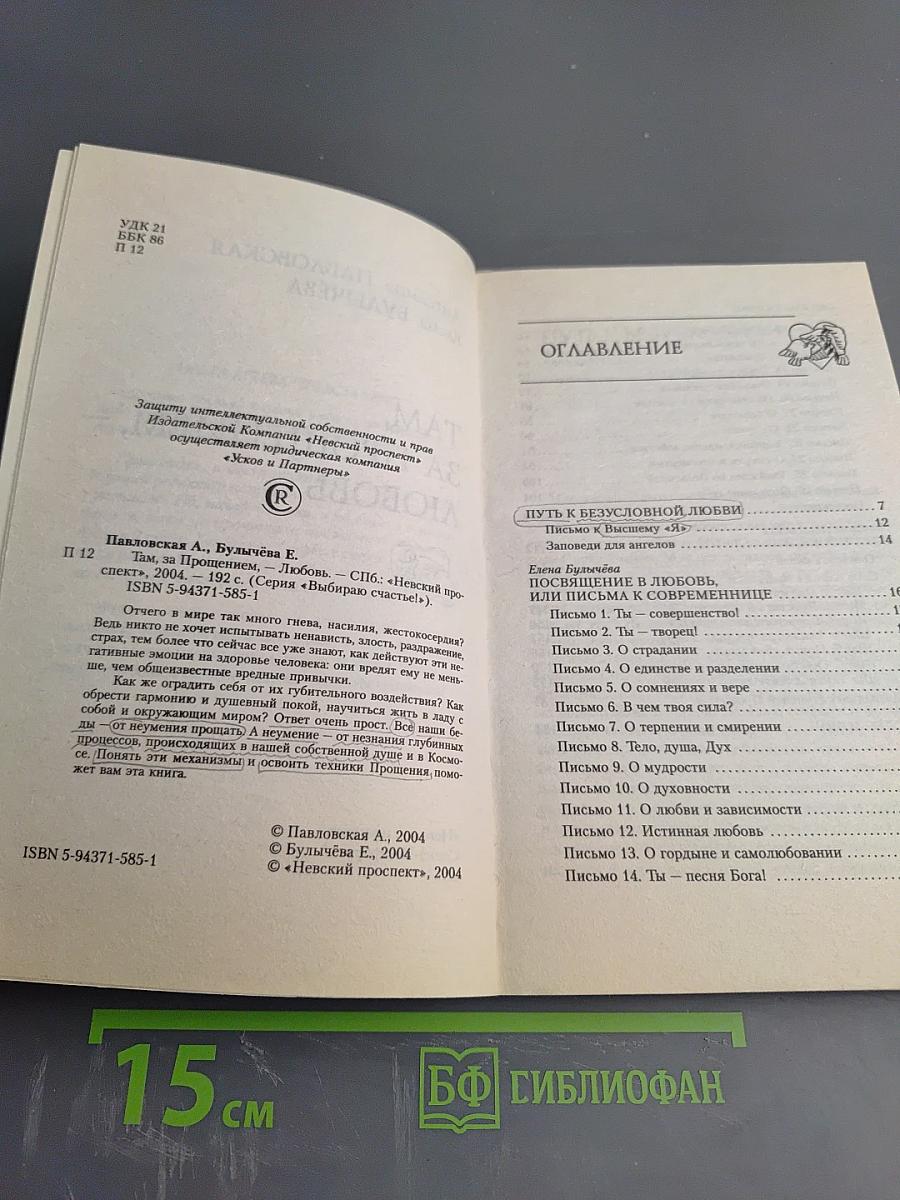 УДК 21
ББК 86
П 12
Защиту интеллектуальной собственности и прав
Издательской Компании «Невский проспект»
осуществляет юридическая компания
«Усков и Партнеры»
CR
Павловская А., Булычёва Е.
П 12 Там, за Прощением, — Любовь. — СПб.: «Невский про-
спект», 2004. — 192 с. (Серия «Выбираю счастье!»).
ISBN 5-94371-585-1
Отчего в мире так много гнева, насилия, жестокосердия?
Ведь никто не хочет испытывать ненависть, злость, раздражение,
страх, тем более что сейчас все уже знают, как действуют эти не-
гативные эмоции на здоровье человека: они вредят ему не мень-
ше, чем общеизвестные вредные привычки.
Как же оградить себя от их губительного воздействия? Как
обрести гармонию и душевный покой, научиться жить в ладу с
собой и окружающим миром? Ответ очень прост. Все наши бе-
ды — от неумения прощать. А неумение — от незнания глубинных
процессов, происходящих в нашей собственной душе и в Космо-
се. Понять эти механизмы и освоить техники Прощения помо-
жет вам эта книга.
© Павловская А., 2004
© Булычёва Е., 2004
© «Невский проспект», 2004
ISBN 5-94371-585-1
ОГЛАВЛЕНИЕ
ПУТЬ К БЕЗУСЛОВНОЙ ЛЮБВИ ..................... 7
Письмо к Высшему «Я» ..................... 12
Заповеди для ангелов ..................... 14
Елена Булычёва
ПОСВЯЩЕНИЕ В ЛЮБОВЬ,
ИЛИ ПИСЬМА К СОВРЕМЕННИЦЕ ..................... 16
Письмо 1. Ты — совершенство! .....................
Письмо 2. Ты — творец! .....................
Письмо 3. О страдании .....................
Письмо 4. О единстве и разделении .....................
Письмо 5. О сомнениях и вере .....................
Письмо 6. В чем твоя сила? .....................
Письмо 7. О терпении и смирении .....................
Письмо 8. Тело, душа, Дух .....................
Письмо 9. О мудрости .....................
Письмо 10. О духовности .....................
Письмо 11. О любви и зависимости .....................
Письмо 12. Истинная любовь .....................
Письмо 13. О гордыне и самолюбовании .....................
Письмо 14. Ты — песня Бога! .....................
15 см
БФ БИБЛИОФАН